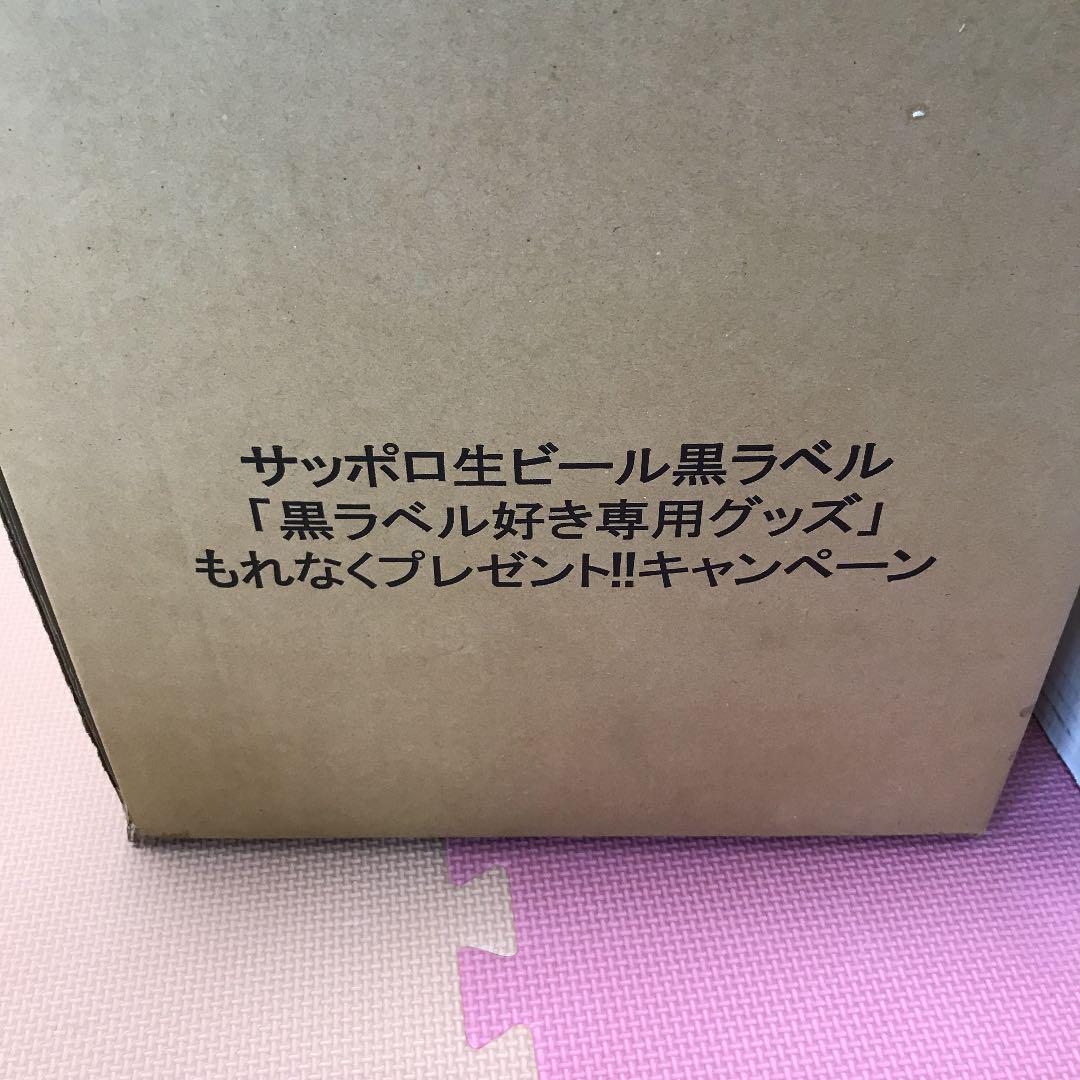 サッポロ生ビール黒ラベル
「黒ラベル好き専用グッズ」
もれなくプレゼント!!キャンペーン